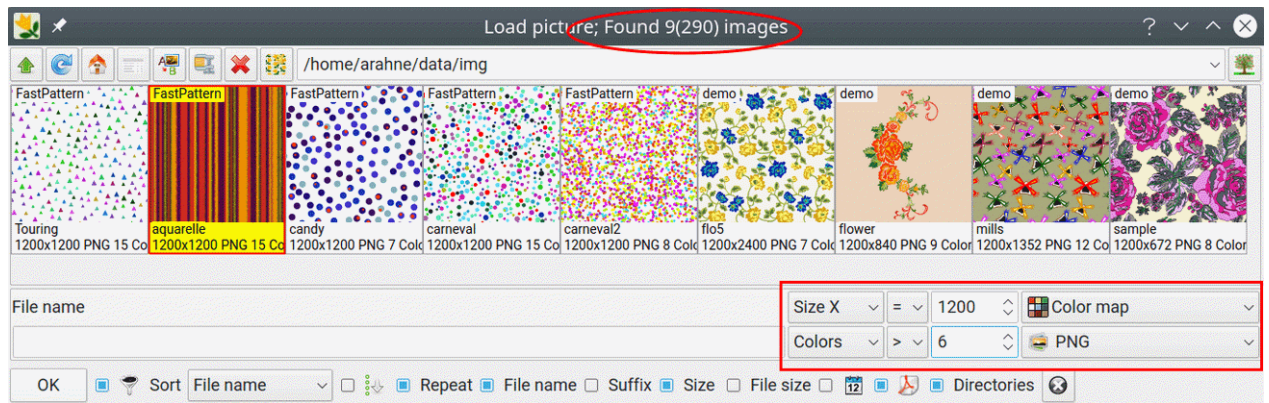 Load picture; Found 9(290) images
/home/arahne/data/img
FastPattern FastPattern FastPattern FastPattern FastPattern demo demo demo demo
Touring aquarelle candy carneval carneval2 flo5 flower mills sample
1200x1200 PNG 15 Co 1200x1200 PNG 15 Co 1200x1200 PNG 7 Colo 1200x1200 PNG 15 Co 1200x1200 PNG 8 Colo 1200x2400 PNG 7 Colo 1200x840 PNG 9 Color 1200x1352 PNG 12 Co 1200x672 PNG 8 Color
File name Size X = 1200 Color map
Colors > 6 PNG
OK Sort File name Repeat File name Suffix Size File size 12 Directories